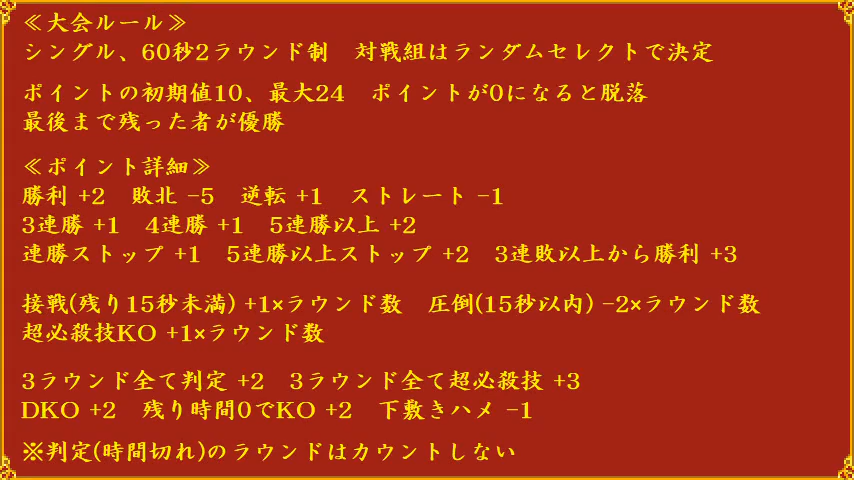 ≪大会ルール≫
シングル、60秒2ラウンド制　対戦組はランダムセレクトで決定
ポイントの初期値10、最大24　ポイントが0になると脱落
最後まで残った者が優勝
≪ポイント詳細≫
勝利 +2　敗北 −5　逆転 +1　ストレート −1
3連勝 +1　4連勝 +1　5連勝以上 +2
連勝ストップ +1　5連勝以上ストップ +2　3連敗以上から勝利 +3
接戦(残り15秒未満) +1×ラウンド数　圧倒(15秒以内) −2×ラウンド数
超必殺技KO +1×ラウンド数
3ラウンド全て判定 +2　3ラウンド全て超必殺技 +3
DKO +2　残り時間0でKO +2　下敷きハメ −1
※判定(時間切れ)のラウンドはカウントしない